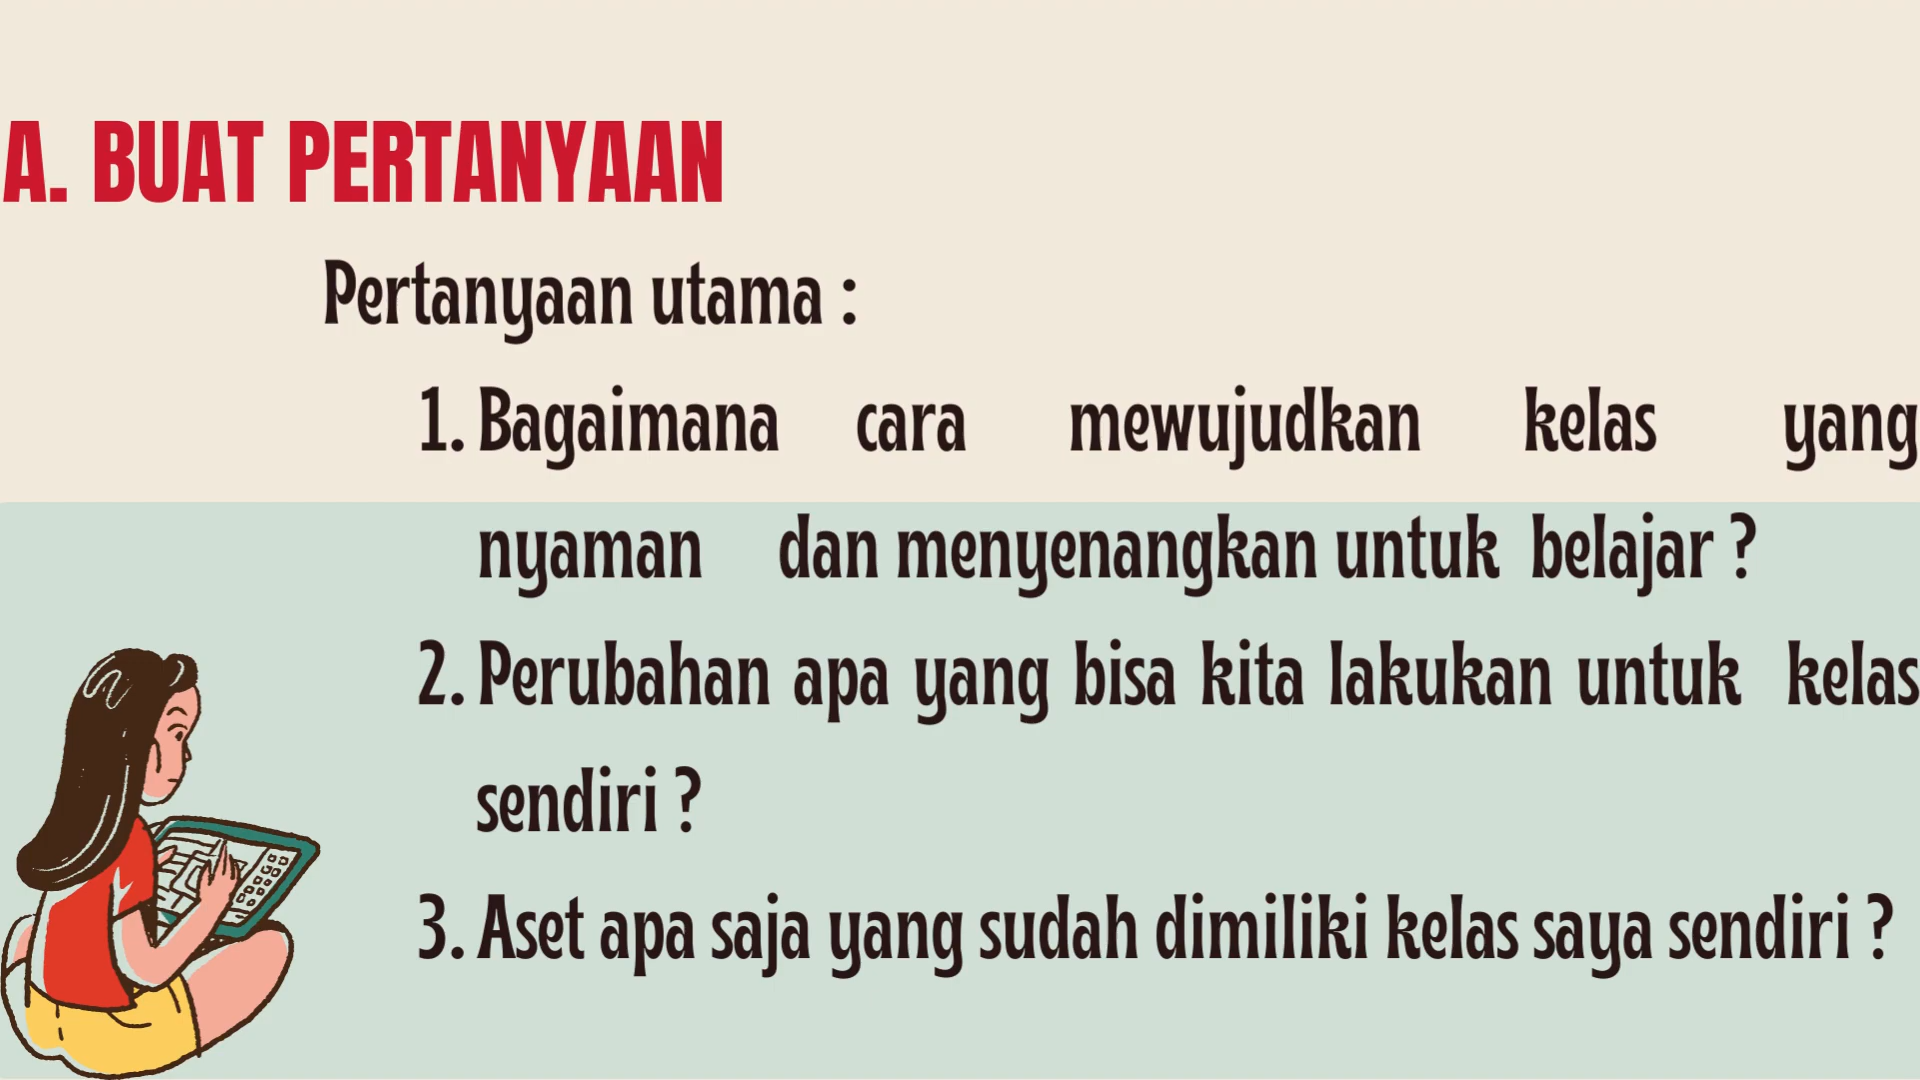 A. BUAT PERTANYAAN
Pertanyaan utama :
1. Bagaimana cara mewujudkan kelas yang
nyaman dan menyenangkan untuk belajar ?
2. Perubahan apa yang bisa kita lakukan untuk kelas
sendiri ?
3. Aset apa saja yang sudah dimiliki kelas saya sendiri ?